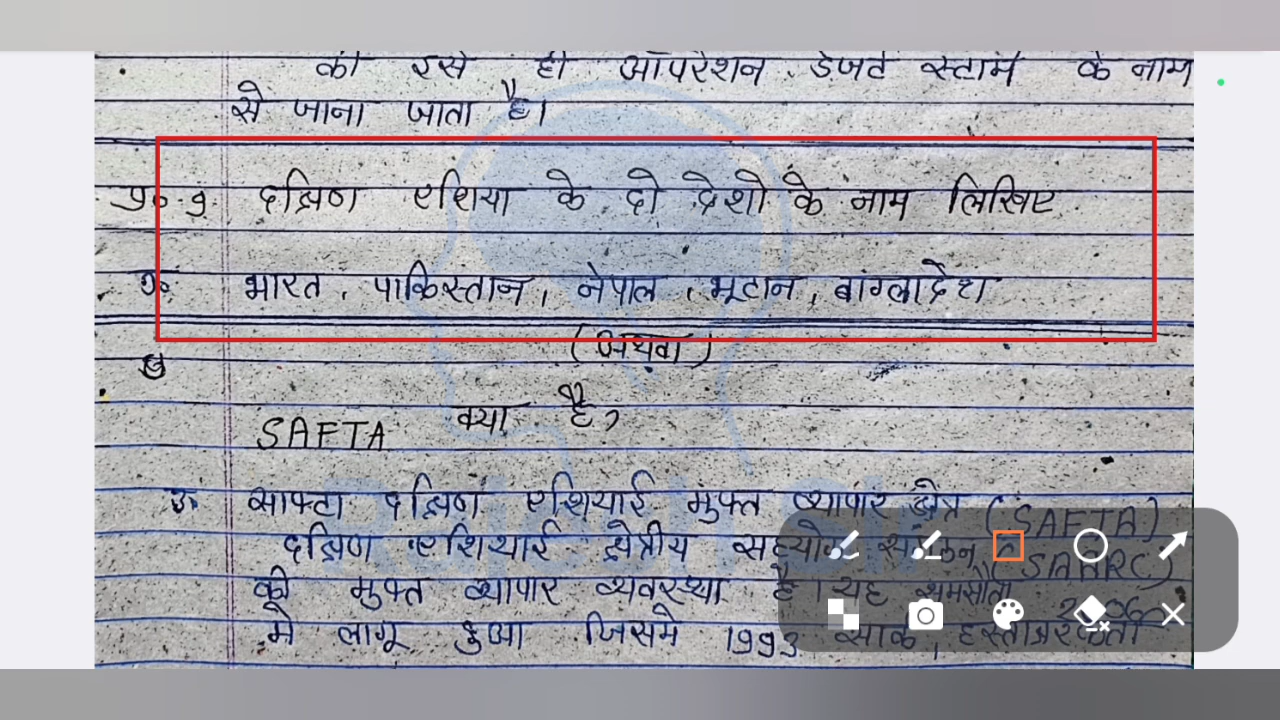 को इसे ही ऑपरेशन डेजर्ट स्टार्म के नाम
से जाना जाता है।
प्र० 9 दक्षिण एशिया के दो देशो के नाम लिखिए
उ० भारत, पाकिस्तान, नेपाल, भूटान, बांग्लादेश
(अथवा)
SAFTA क्या है,
उ० साफ्टा दक्षिण एशियाई मुक्त व्यापार क्षेत्र (SAFTA)
दक्षिण एशियाई क्षेत्रीय सहयोग संगठन (SAARC)
की मुक्त व्यापार व्यवस्था है। यह समझौता 2006
मे लागू हुआ जिसमे 1993 सार्क